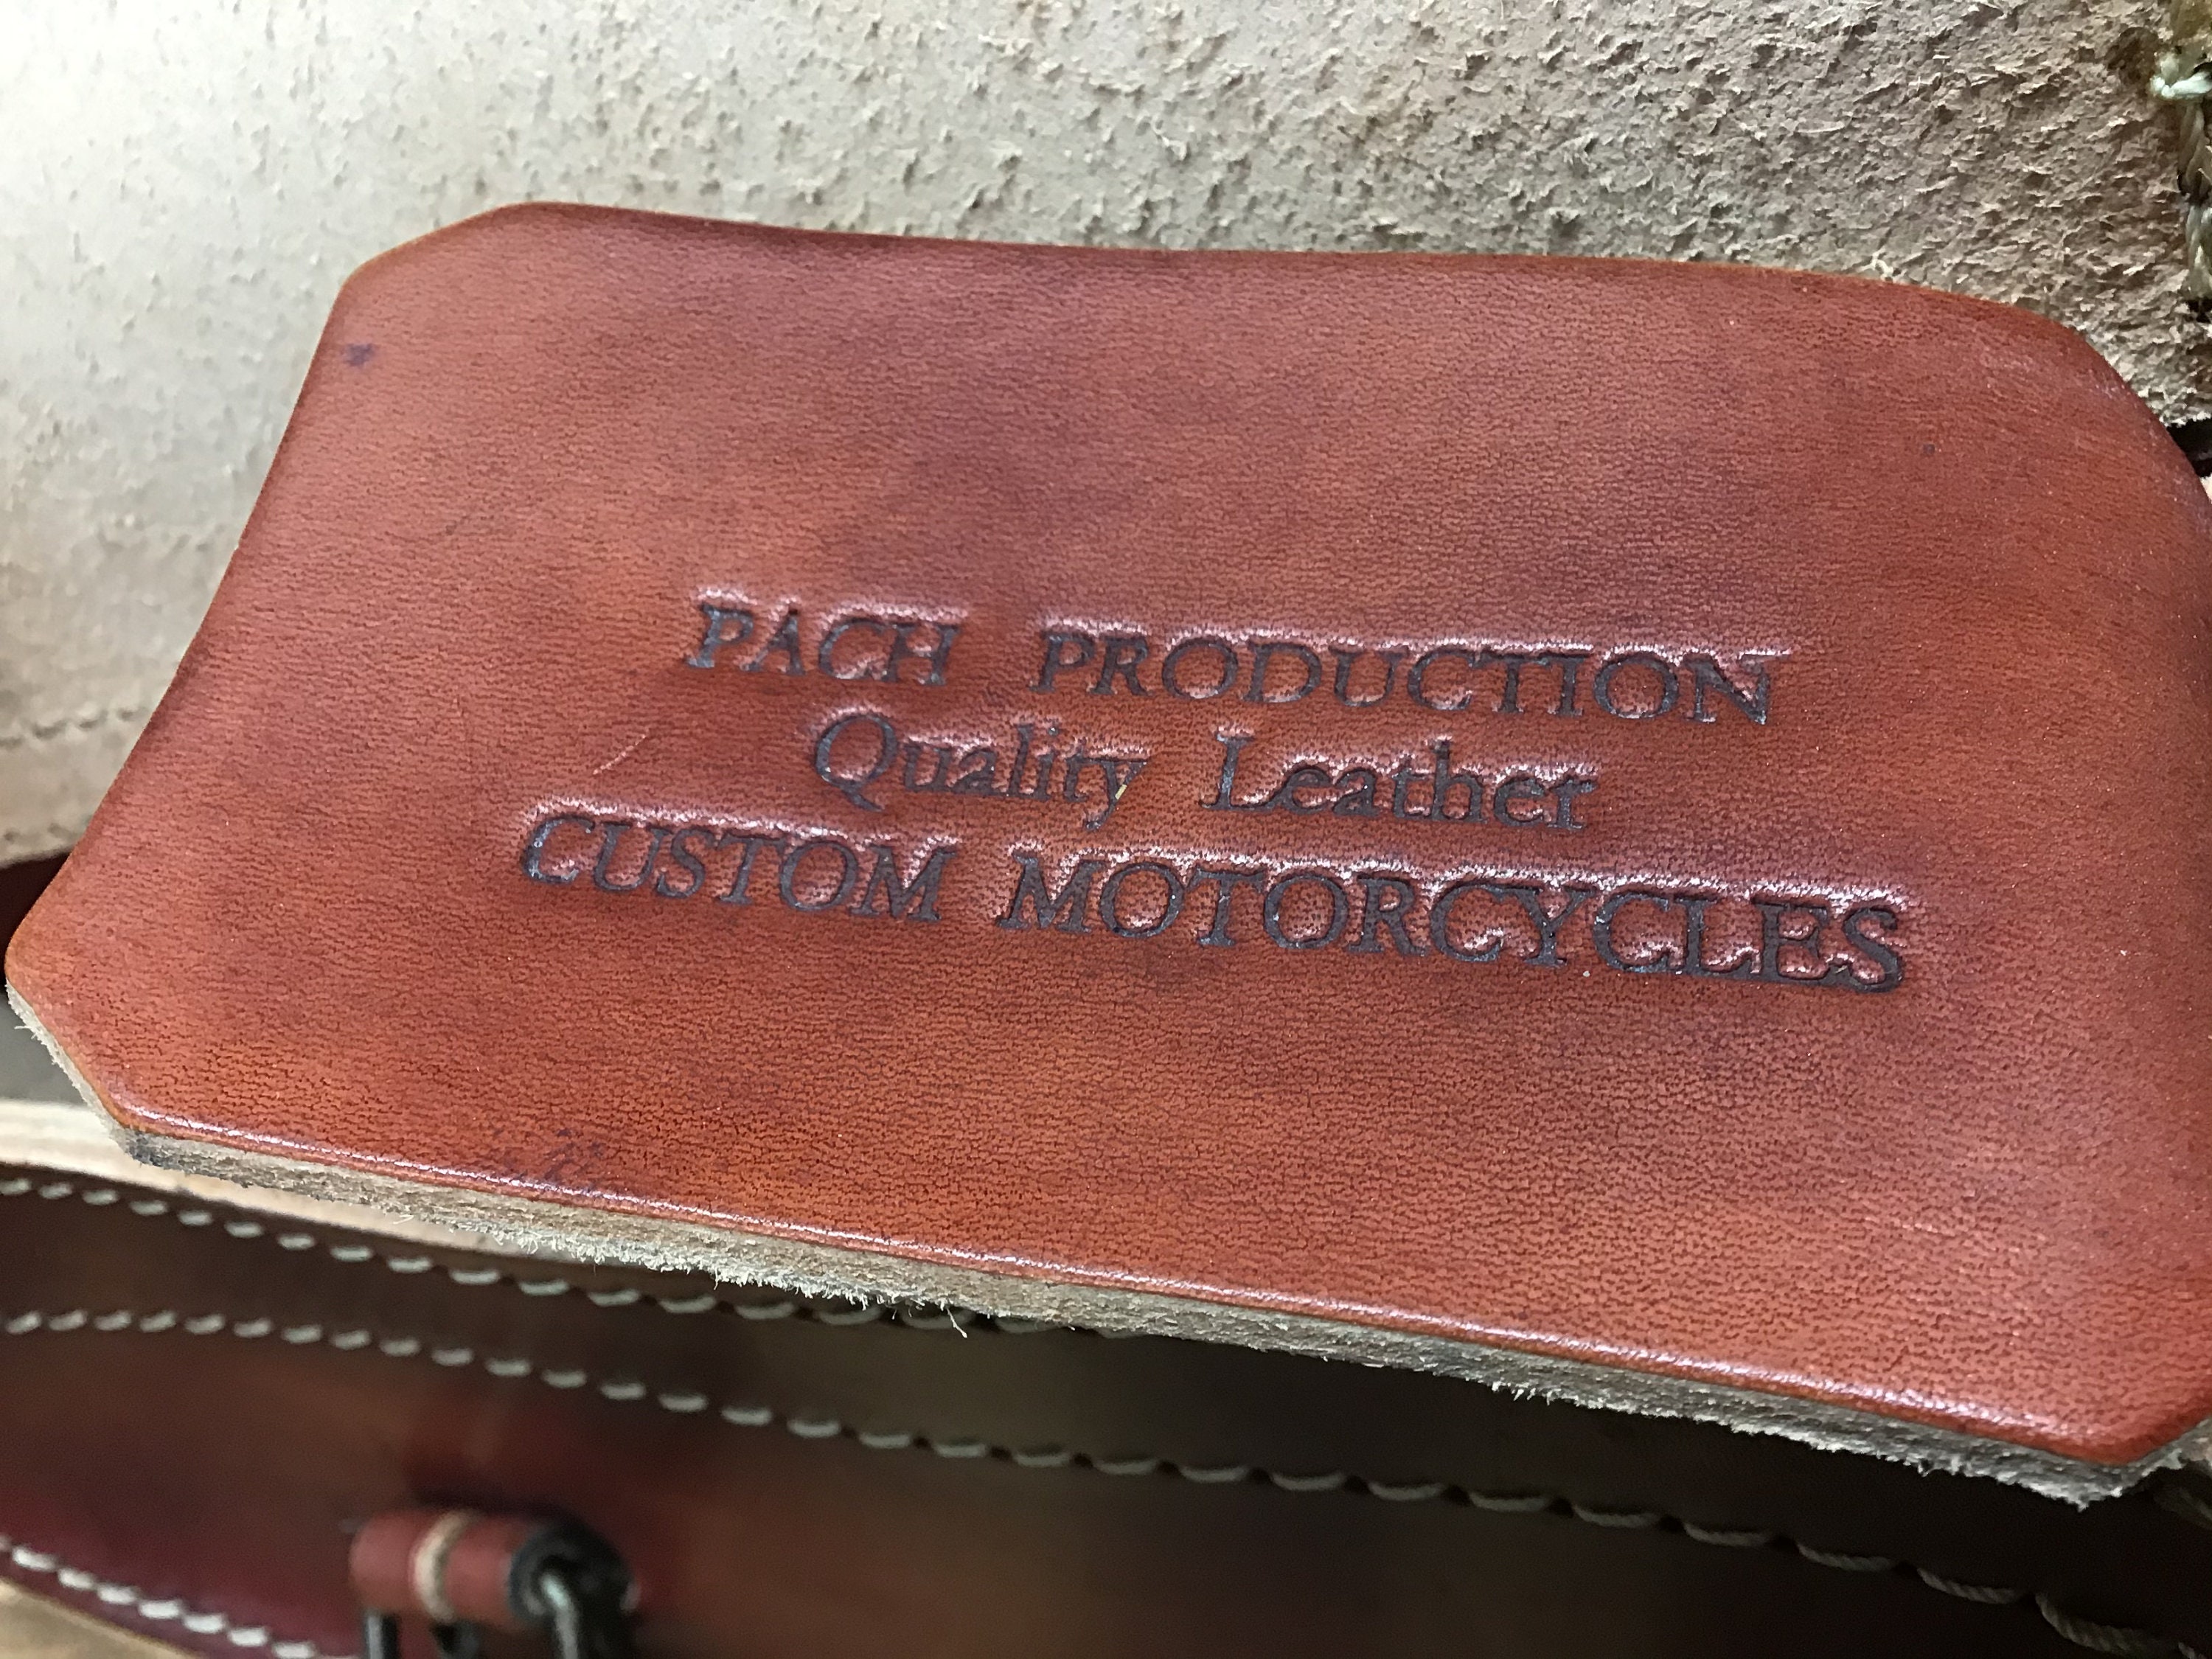 PACH PRODUCTION
Quality Leather
CUSTOM MOTORCYCLES